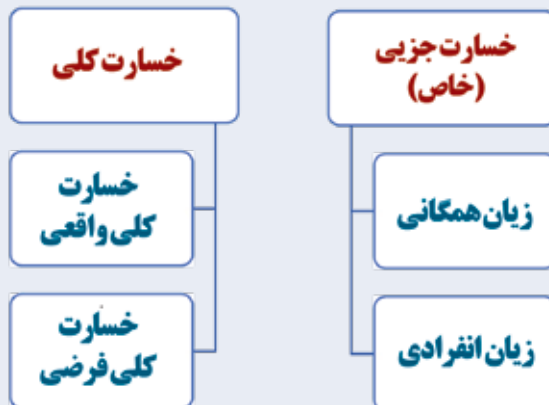 خسارت جزیی
(خاص)
زیان همگانی
زیان انفرادی
خسارت کلی
خسارت
کلی واقعی
خسارت
کلی فرضی